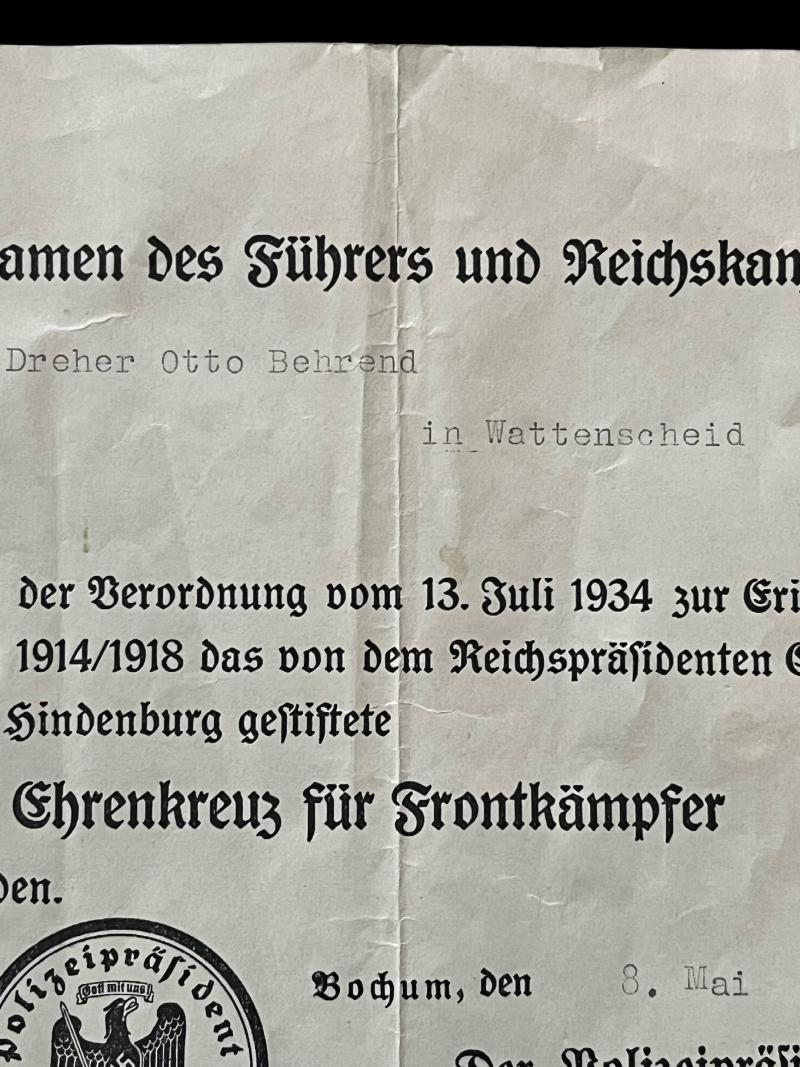 amen des Führers und Reichskan
Dreher Otto Behrend
in Wattenscheid
der Verordnung vom 13. Juli 1934 zur Eri
1914/1918 das von dem Reichspräsidenten G
Hindenburg gestiftete
Ehrenkreuz für Frontkämpfer
den.
Polizeipräsident
Gott mit uns!
Bochum, den 8. Mai
Der Polizeipräsi